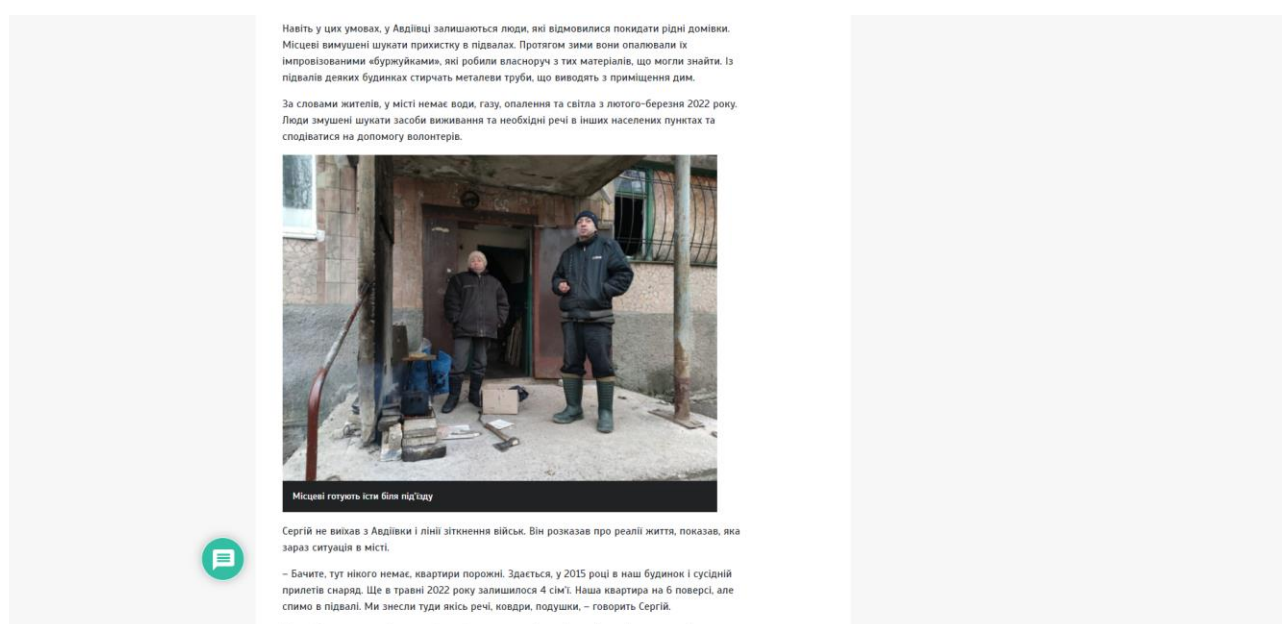 Навіть у цих умовах, у Авдіївці залишаються люди, які відмовилися покидати рідні домівки.
Місцеві вимушені шукати прихистку в підвалах. Протягом зими вони опалювали їх
імпровізованими «буржуйками», які робили власноруч з тих матеріалів, що могли знайти. Із
підвалів деяких будинках стирчать металеви труби, що виводять з приміщення дим.
За словами жителів, у місті немає води, газу, опалення та світла з лютого-березня 2022 року.
Люди змушені шукати засоби виживання та необхідні речі в інших населених пунктах та
сподіватися на допомогу волонтерів.
Місцеві готують їсти біля під'їзду
Сергій не виїхав з Авдіївки і лінії зіткнення військ. Він розказав про реалії життя, показав, яка
зараз ситуація в місті.
– Бачите, тут нікого немає, квартири порожні. Здається, у 2015 році в наш будинок і сусідній
прилетів снаряд. Ще в травні 2022 року залишилося 4 сім'ї. Наша квартира на 6 поверсі, але
спимо в підвалі. Ми знесли туди якісь речі, ковдри, подушки, – говорить Сергій.